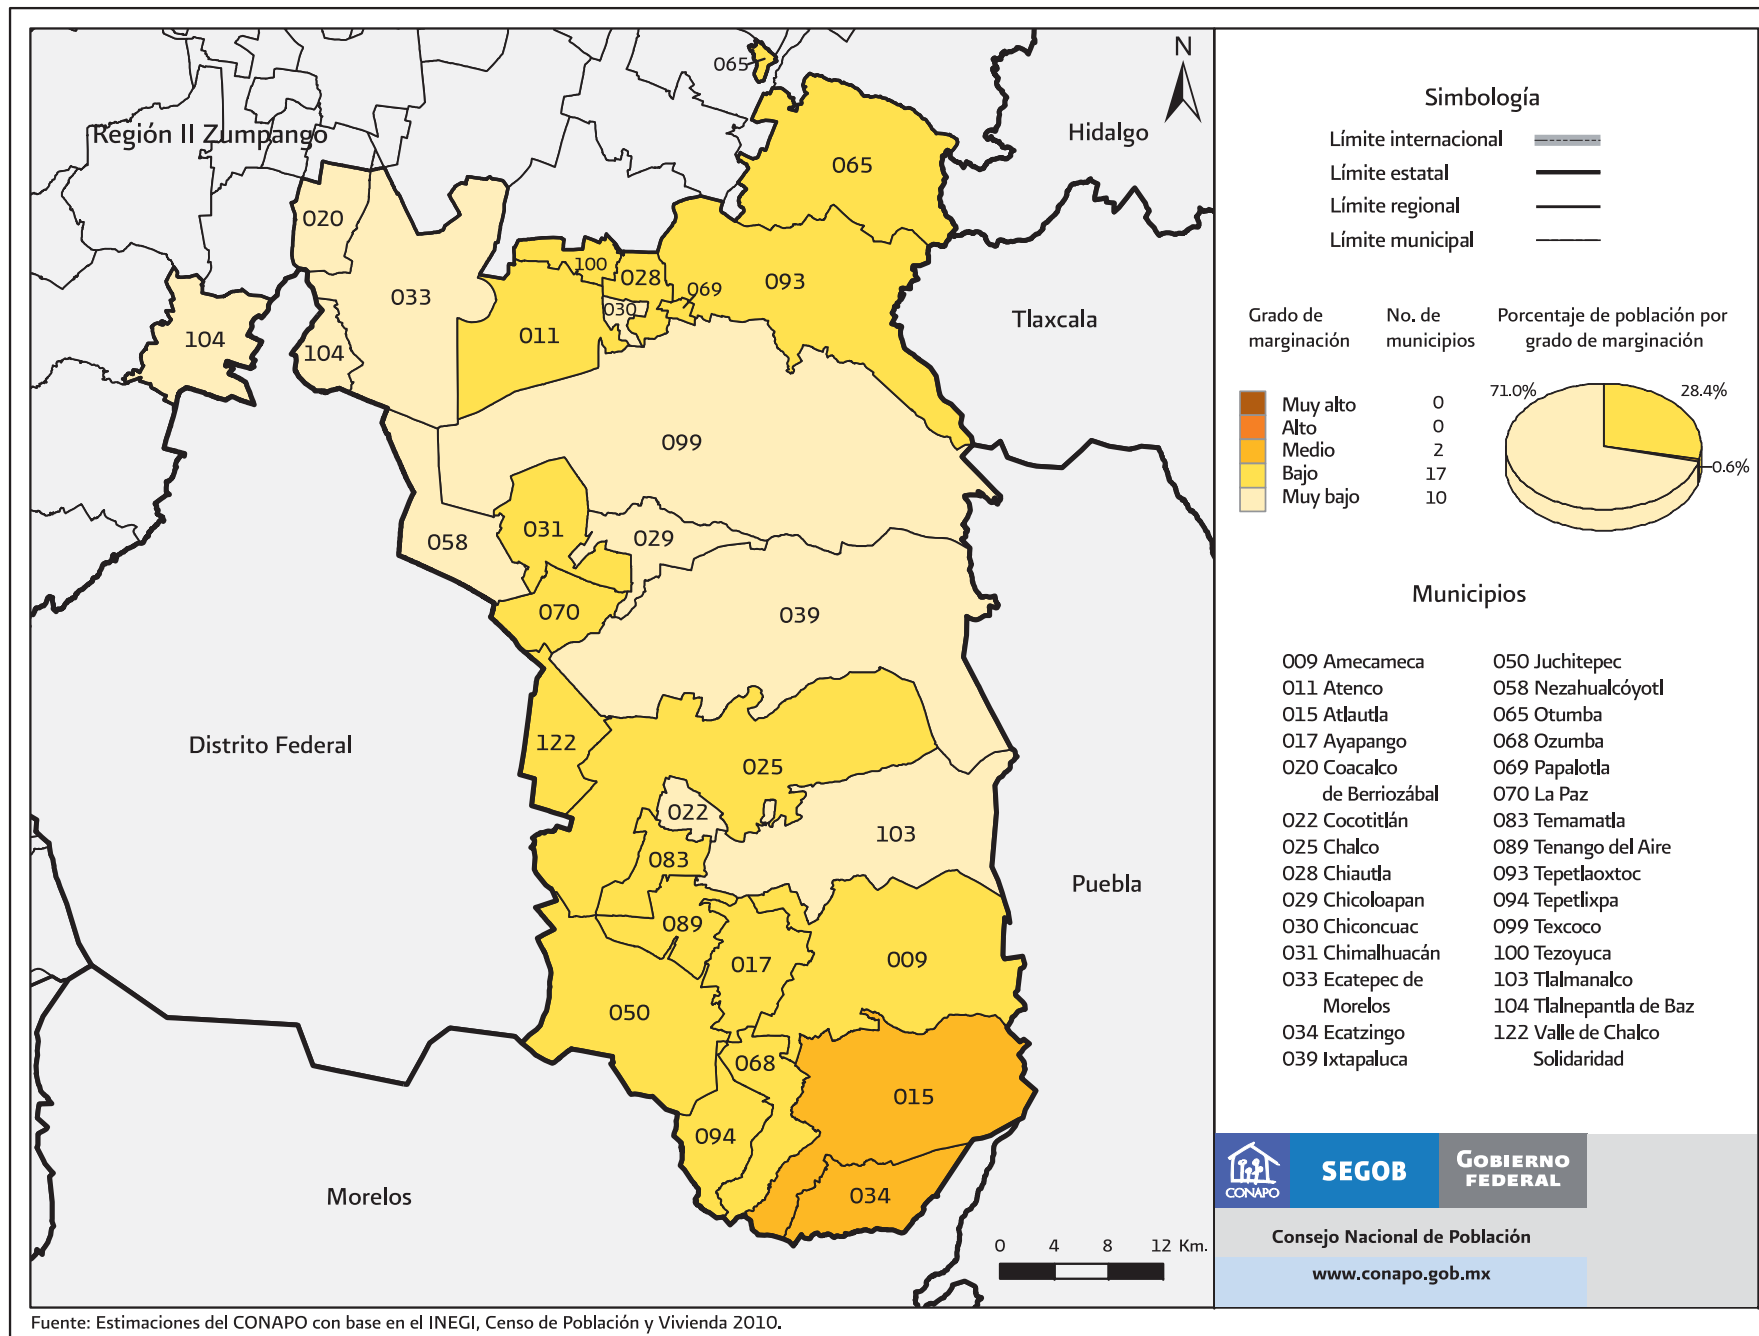 N
065
Región II Zumpango
Hidalgo
065
020
100
028
069
093
033
030
Tlaxcala
104
104
011
099
031
029
058
070
039
Distrito Federal
122
025
022
103
083
Puebla
089
017
009
050
068
015
094
034
Morelos
0 4 8 12 Km.
Simbología
Límite internacional
Límite estatal
Límite regional
Límite municipal
Grado de marginación
No. de municipios
Porcentaje de población por grado de marginación
Muy alto 0
Alto 0
Medio 2
Bajo 17
Muy bajo 10
71.0%
28.4%
0.6%
Municipios
009 Amecameca
011 Atenco
015 Atlautla
017 Ayapango
020 Coacalco
de Berriozábal
022 Cocotitlán
025 Chalco
028 Chiautla
029 Chicoloapan
030 Chiconcuac
031 Chimalhuacán
033 Ecatepec de
Morelos
034 Ecatzingo
039 Ixtapaluca
050 Juchitepec
058 Nezahualcóyotl
065 Otumba
068 Ozumba
069 Papalotla
070 La Paz
083 Temamatla
089 Tenango del Aire
093 Tepetlaoxtoc
094 Tepetlixpa
099 Texcoco
100 Tezoyuca
103 Tlalmanalco
104 Tlalnepantla de Baz
122 Valle de Chalco
Solidaridad
CONAPO
SEGOB
GOBIERNO
FEDERAL
Consejo Nacional de Población
www.conapo.gob.mx
Fuente: Estimaciones del CONAPO con base en el INEGI, Censo de Población y Vivienda 2010.